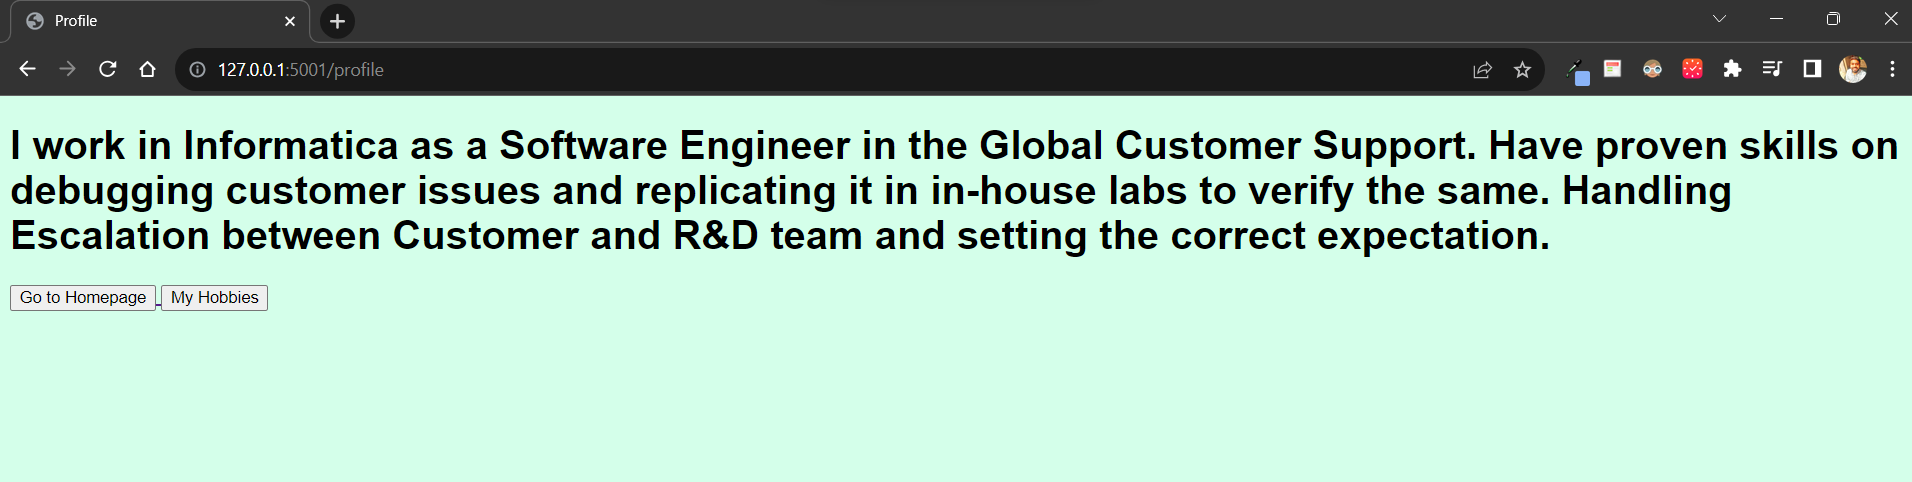 Profile
127.0.0.1:5001/profile
I work in Informatica as a Software Engineer in the Global Customer Support. Have proven skills on
debugging customer issues and replicating it in in-house labs to verify the same. Handling
Escalation between Customer and R&D team and setting the correct expectation.
Go to Homepage My Hobbies